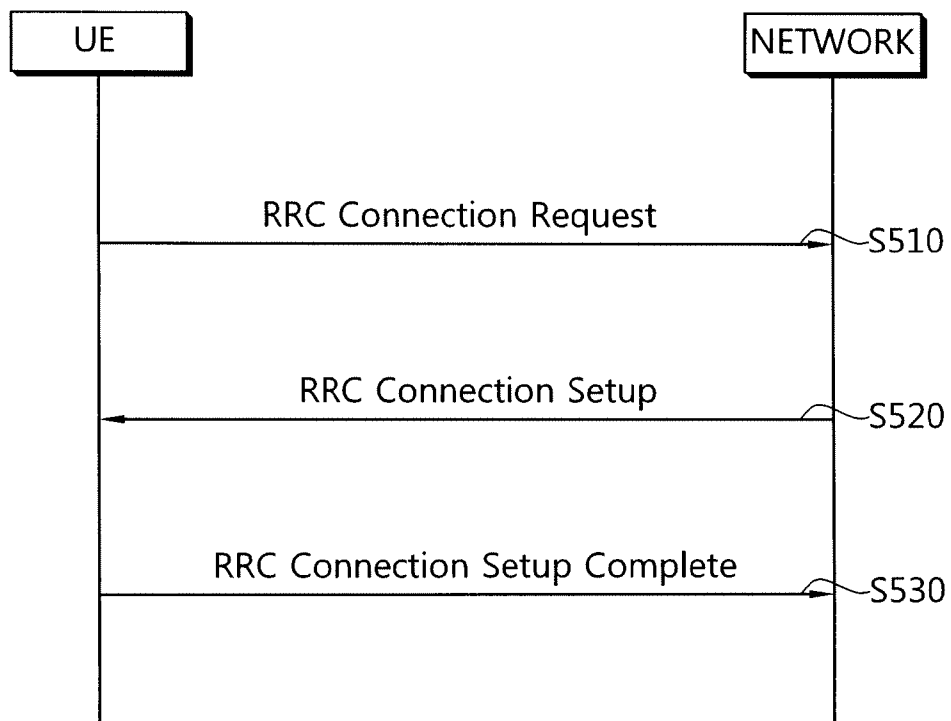 UE
NETWORK
RRC Connection Request
S510
RRC Connection Setup
S520
RRC Connection Setup Complete
S530